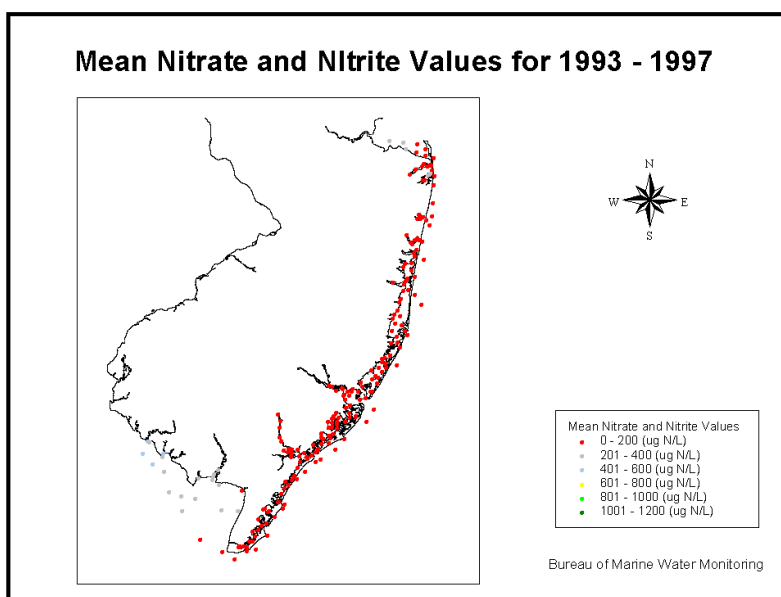 Mean Nitrate and NItrite Values for 1993 - 1997
N
W E
S
Mean Nitrate and Nitrite Values
0 - 200 (ug N/L)
201 - 400 (ug N/L)
401 - 600 (ug N/L)
601 - 800 (ug N/L)
801 - 1000 (ug N/L)
1001 - 1200 (ug N/L)
Bureau of Marine Water Monitoring